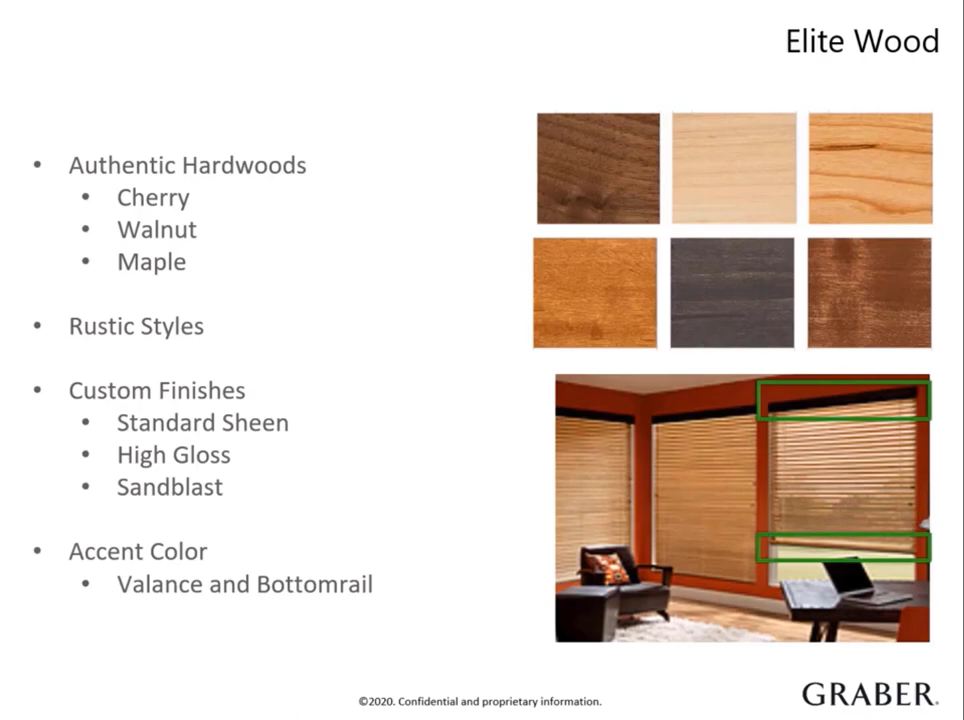 Elite Wood
• Authentic Hardwoods
• Cherry
• Walnut
• Maple
• Rustic Styles
• Custom Finishes
• Standard Sheen
• High Gloss
• Sandblast
• Accent Color
• Valance and Bottomrail
©2020. Confidential and proprietary information.
GRABER.